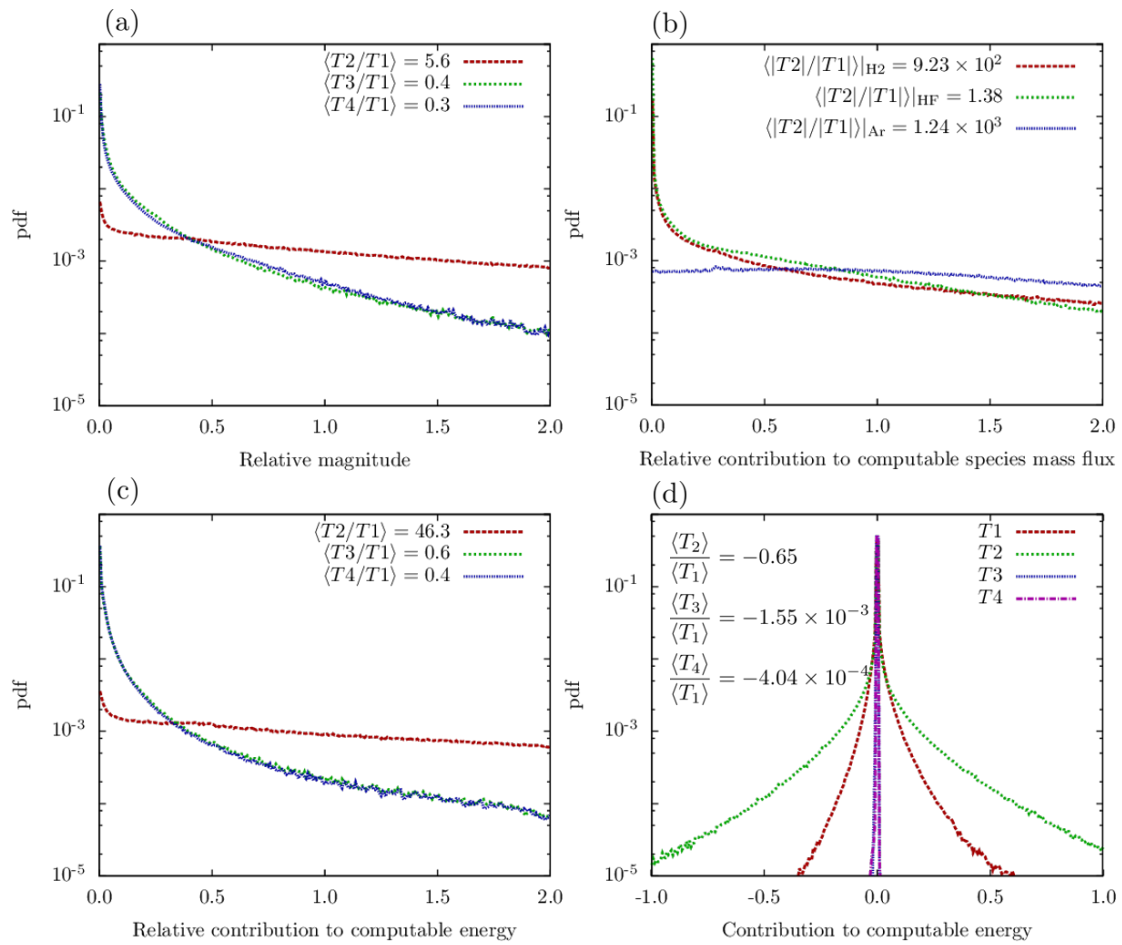 (a)
pdf
10^{-1}
10^{-3}
10^{-5}
⟨T2/T1⟩ = 5.6
⟨T3/T1⟩ = 0.4
⟨T4/T1⟩ = 0.3
0.0 0.5 1.0 1.5 2.0
Relative magnitude
(b)
pdf
10^{-1}
10^{-3}
10^{-5}
⟨|T2|/|T1|⟩|_{H2} = 9.23 × 10^2
⟨|T2|/|T1|⟩|_{HF} = 1.38
⟨|T2|/|T1|⟩|_{Ar} = 1.24 × 10^3
0.0 0.5 1.0 1.5 2.0
Relative contribution to computable species mass flux
(c)
pdf
10^{-1}
10^{-3}
10^{-5}
⟨T2/T1⟩ = 46.3
⟨T3/T1⟩ = 0.6
⟨T4/T1⟩ = 0.4
0.0 0.5 1.0 1.5 2.0
Relative contribution to computable energy
(d)
pdf
10^{-1}
10^{-3}
10^{-5}
⟨T_2⟩/⟨T_1⟩ = −0.65
⟨T_3⟩/⟨T_1⟩ = −1.55 × 10^{-3}
⟨T_4⟩/⟨T_1⟩ = −4.04 × 10^{-4}
T1
T2
T3
T4
-1.0 -0.5 0.0 0.5 1.0
Contribution to computable energy